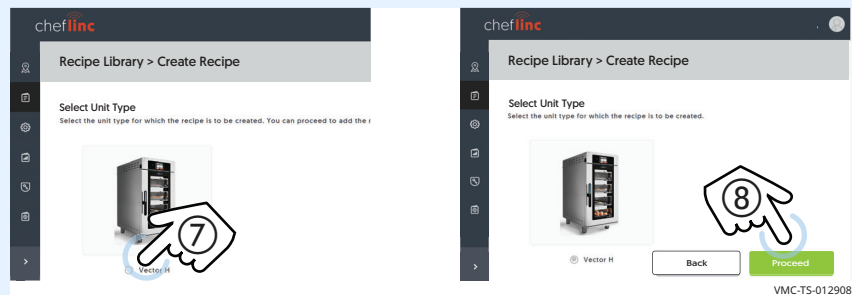 cheflinc
Recipe Library > Create Recipe
Select Unit Type
Select the unit type for which the recipe is to be created. You can proceed to add the r
7
Vector H
cheflinc
Recipe Library > Create Recipe
Select Unit Type
Select the unit type for which the recipe is to be created.
8
Vector H
Back
Proceed
VMC-TS-012908